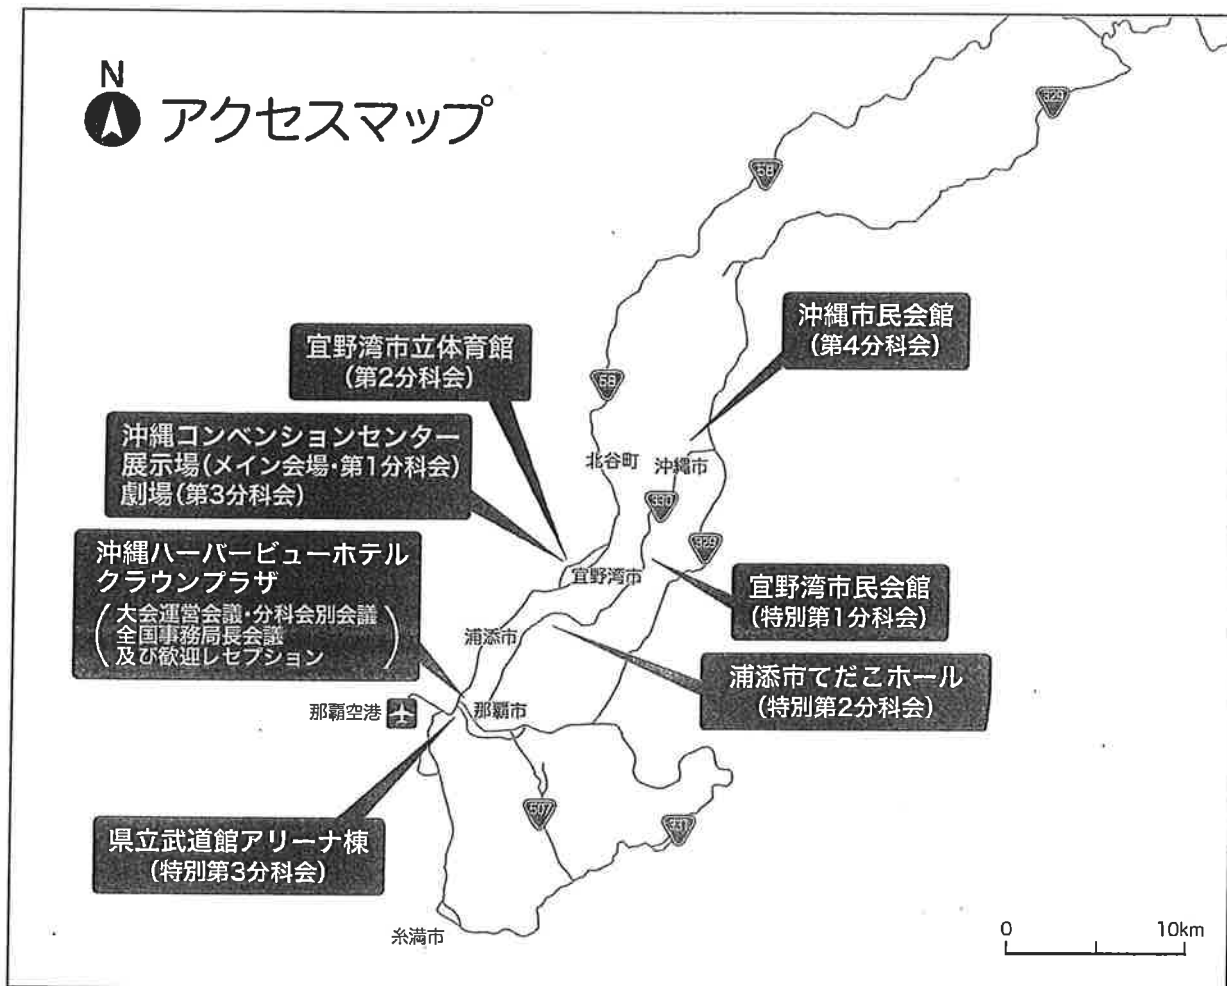 N
アクセスマップ
329
58
沖縄市民会館
(第4分科会)
宜野湾市立体育館
(第2分科会)
58
沖縄コンベンションセンター
展示場(メイン会場・第1分科会)
劇場(第3分科会)
北谷町
沖縄市
330
329
沖縄ハーバービューホテル
クラウンプラザ
(大会運営会議・分科会別会議
全国事務局長会議
及び歓迎レセプション)
宜野湾市
宜野湾市民会館
(特別第1分科会)
浦添市
浦添市てだこホール
(特別第2分科会)
那覇空港
那覇市
507
331
県立武道館アリーナ棟
(特別第3分科会)
糸満市
0
10km